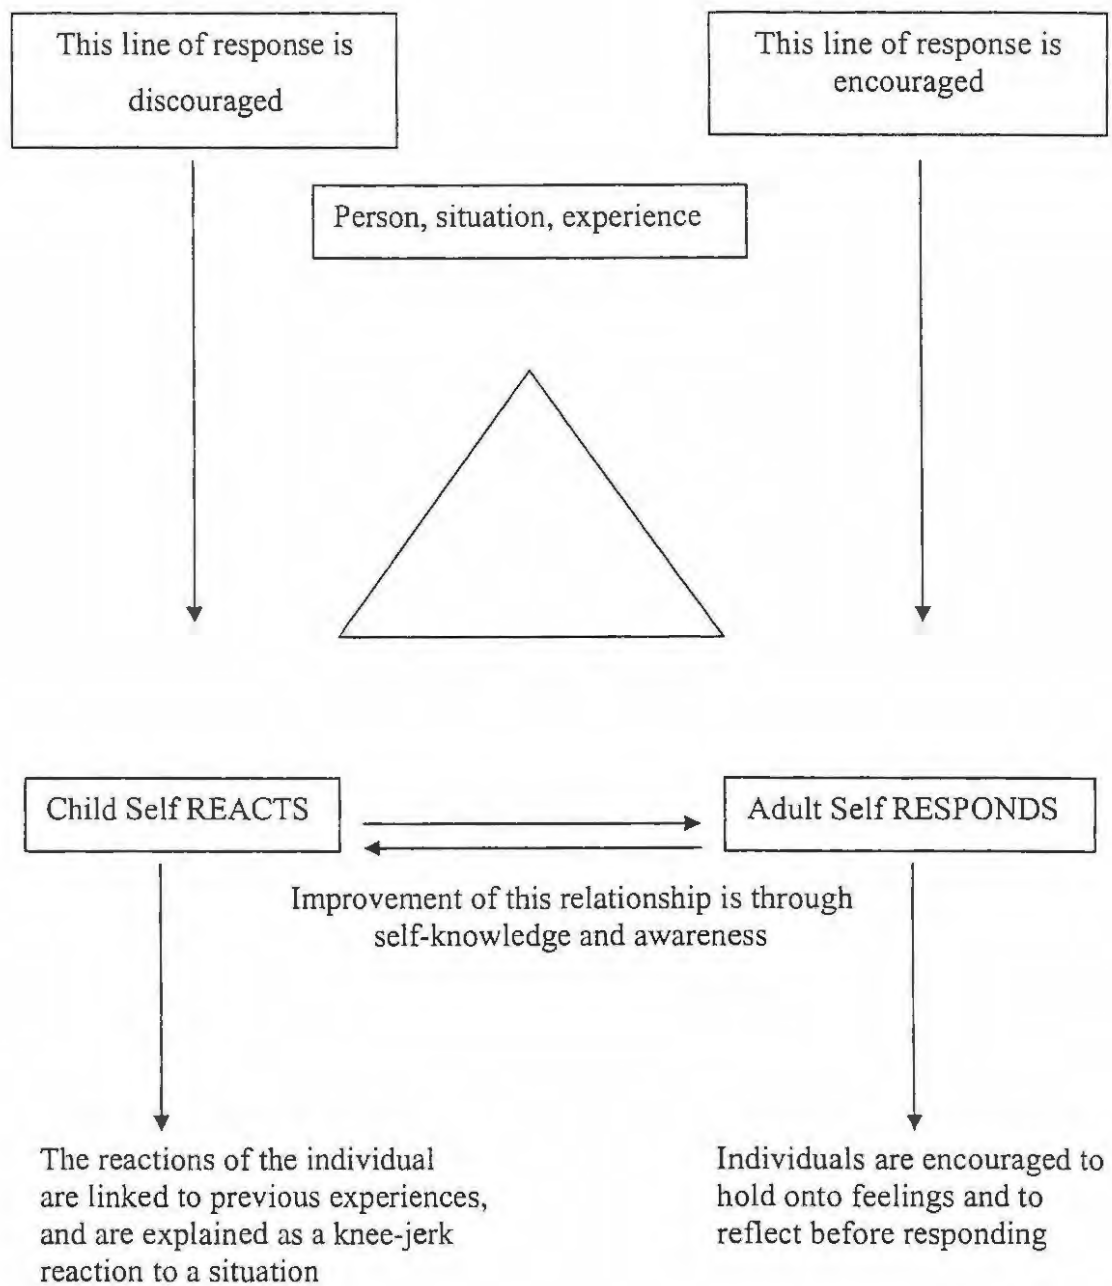 This line of response is
discouraged
This line of response is
encouraged
Person, situation, experience
Child Self REACTS
Adult Self RESPONDS
Improvement of this relationship is through
self-knowledge and awareness
The reactions of the individual
are linked to previous experiences,
and are explained as a knee-jerk
reaction to a situation
Individuals are encouraged to
hold onto feelings and to
reflect before responding